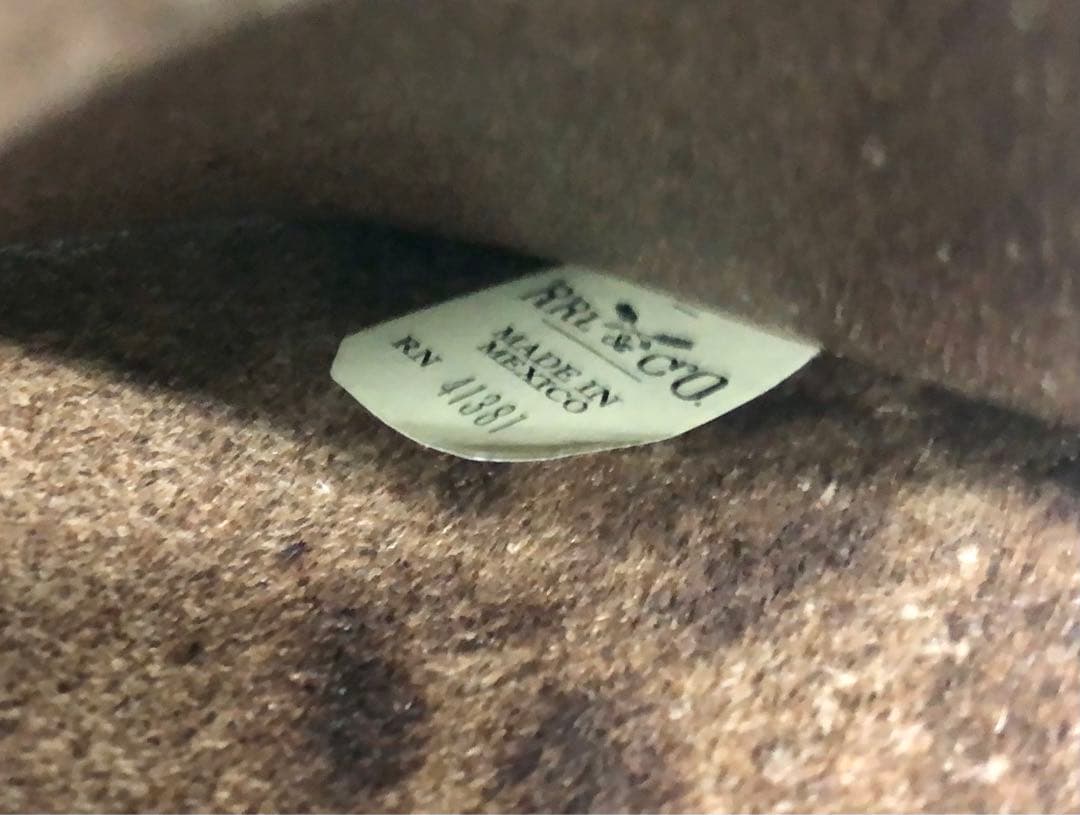 RRL & CO.
MADE IN
MEXICO
RN 41381